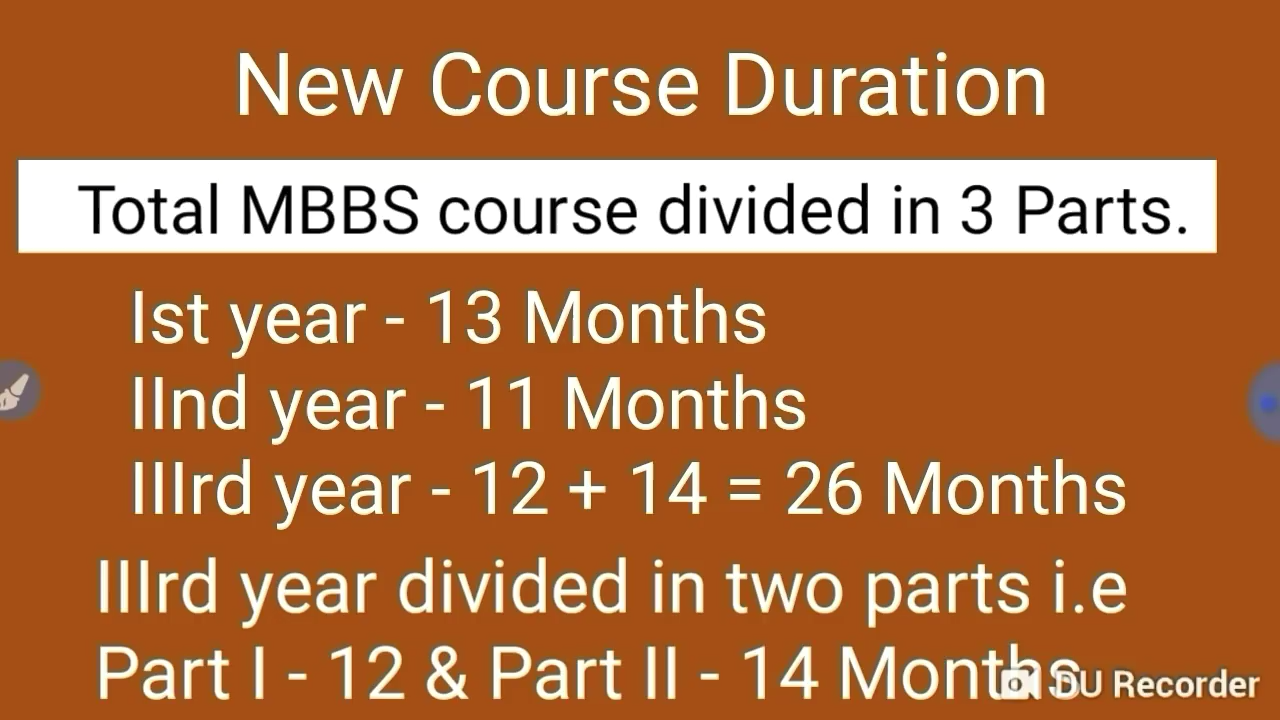 New Course Duration
Total MBBS course divided in 3 Parts.
Ist year - 13 Months
IInd year - 11 Months
IIIrd year - 12 + 14 = 26 Months
IIIrd year divided in two parts i.e
Part I - 12 & Part II - 14 Months
DU Recorder